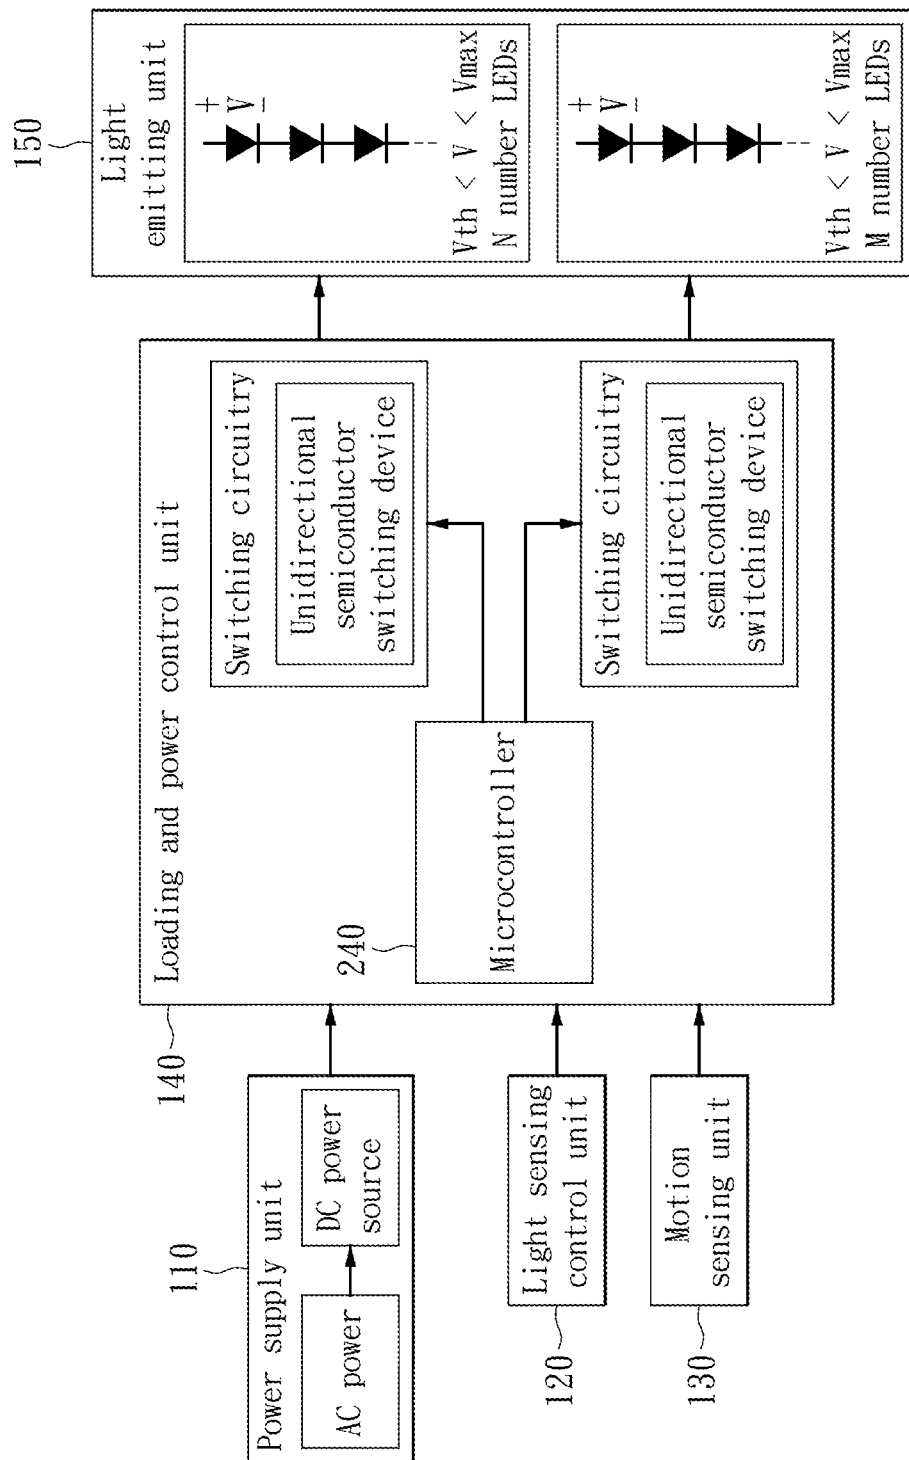 110
Power supply unit
AC power
DC power
source
120
Light sensing
control unit
130
Motion
sensing unit
140
Loading and power control unit
240
Microcontroller
Switching circuitry
Unidirectional
semiconductor
switching device
Switching circuitry
Unidirectional
semiconductor
switching device
150
Light
emitting unit
+
V
-
Vth < V < Vmax
N number LEDs
+
V
-
Vth < V < Vmax
M number LEDs